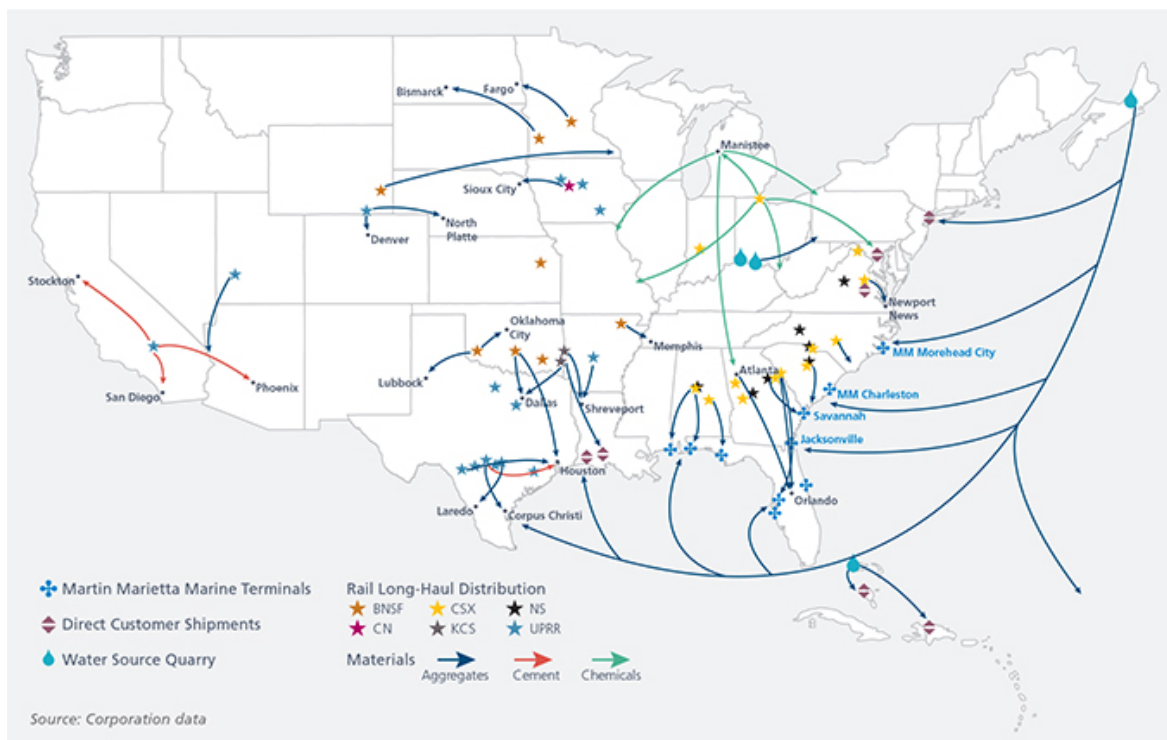 Bismarck
Fargo
Manistee
Sioux City
North
Platte
Denver
Stockton
Newport
News
Oklahoma
City
Memphis
MM Morehead City
Phoenix
Lubbock
Atlanta
San Diego
Dallas
Shreveport
MM Charleston
Savannah
Jacksonville
Houston
Orlando
Laredo
Corpus Christi
Martin Marietta Marine Terminals
Direct Customer Shipments
Water Source Quarry
Rail Long-Haul Distribution
BNSF CSX NS
CN KCS UPRR
Materials
Aggregates Cement Chemicals
Source: Corporation data